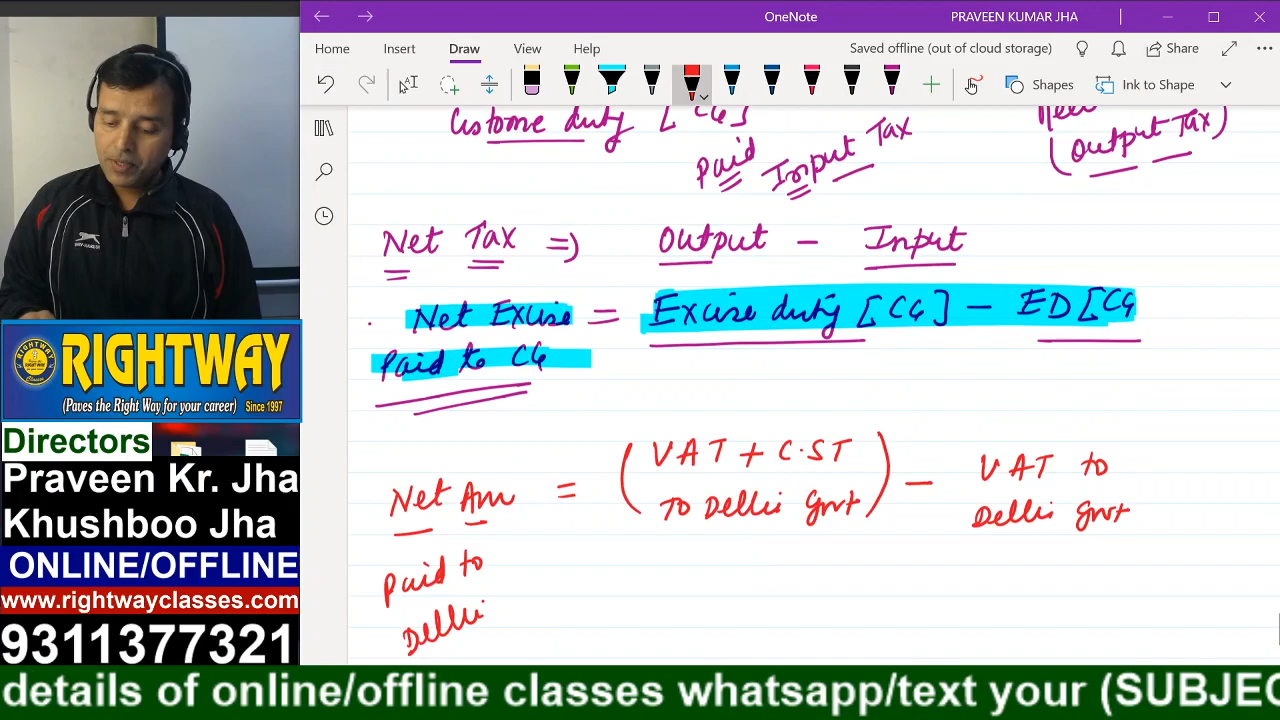 OneNote
PRAVEEN KUMAR JHA
Home Insert Draw View Help
Saved offline (out of cloud storage)
Share
Shapes
Ink to Shape
Custome duty [CG]
Paid Input Tax
(Output Tax)
Net Tax => Output - Input
Net Excise = Excise duty [CG] - ED [CG
Paid to CG
Net Am = (VAT + C.ST To Delhi Govt) - VAT to Delhi Govt
Paid to
Delhi
RIGHTWAY
(Paves the Right Way for your career) Since 1997
Directors
Praveen Kr. Jha
Khushboo Jha
ONLINE/OFFLINE
www.rightwayclasses.com
9311377321
details of online/offline classes whatsapp/text your (SUBJEC